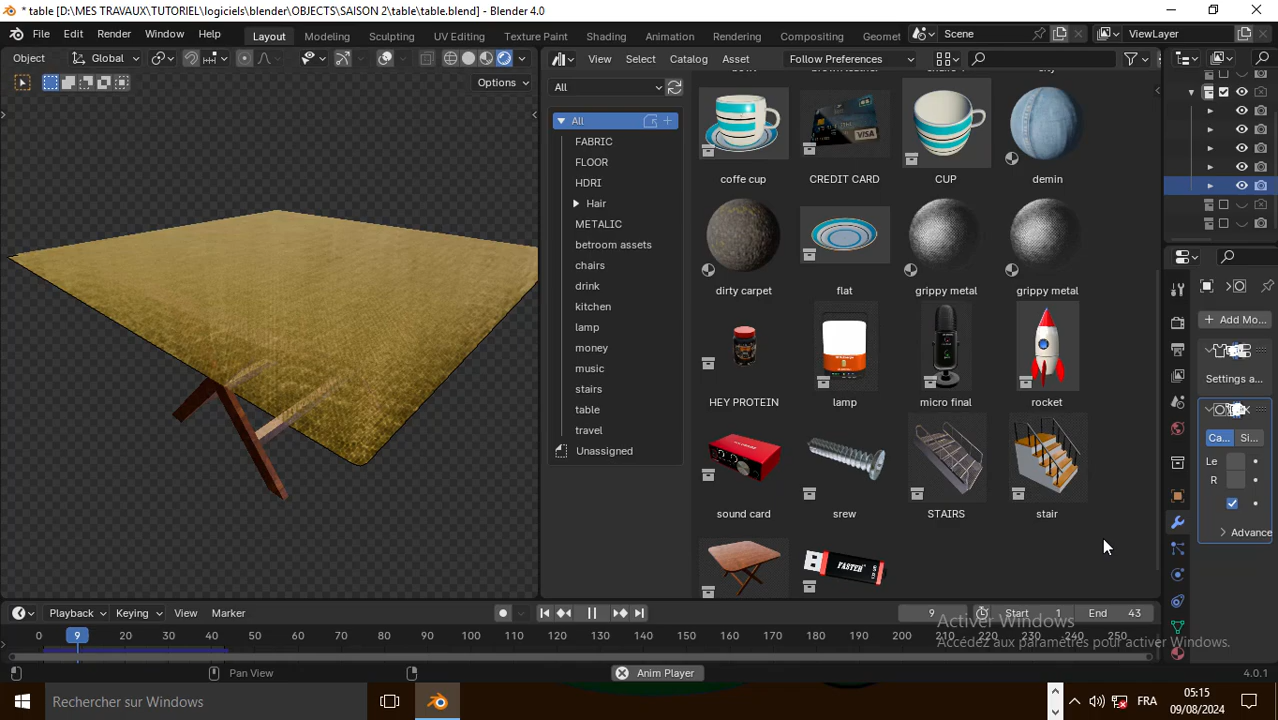 * table [D:\MES TRAVAUX\TUTORIEL\logiciels\blender\OBJECTS\SAISON 2\table\table.blend] - Blender 4.0
File Edit Render Window Help Layout Modeling Sculpting UV Editing Texture Paint Shading Animation Rendering Compositing Geomet Scene ViewLayer
Object Global View Select Catalog Asset Follow Preferences
Options All
All
FABRIC
FLOOR
HDRI
Hair
METALIC
betroom assets
chairs
drink
kitchen
lamp
money
music
stairs
table
travel
Unassigned
coffe cup CREDIT CARD CUP demin
VISA
dirty carpet flat grippy metal grippy metal
HEY PROTEIN lamp micro final rocket
sound card srew STAIRS stair
FASTER
Add Mo...
Settings a...
Ca... Si...
Le
R
Advance
Playback Keying View Marker 9 Start 1 End 43
0 9 20 30 40 50 60 70 80 90 100 110 120 130 140 150 160 170 180 190 200 210 220 230 240 250
Activer Windows
Accédez aux paramètres pour activer Windows.
Pan View Anim Player 4.0.1
Rechercher sur Windows FRA 05:15
09/08/2024